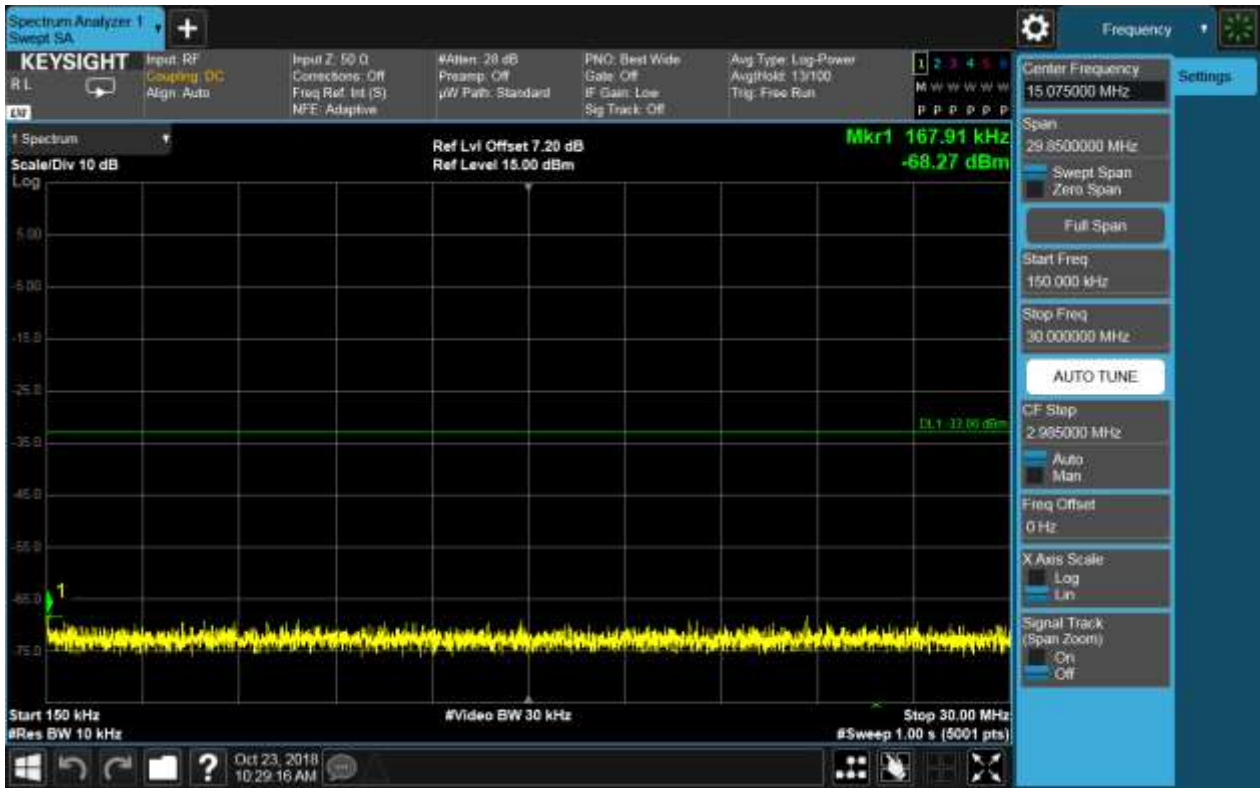 Spectrum Analyzer 1
Swept SA
+
Frequency
KEYSIGHT
RL
Input: RF
Coupling: DC
Align: Auto
Input Z: 50 Ω
Corrections: Off
Freq Ref: Int (S)
NFE: Adaptive
#Atten: 28 dB
Preamp: Off
µW Path: Standard
PNO: Best Wide
Gate: Off
IF Gain: Low
Sig Track: Off
Avg Type: Log-Power
Avg|Hold: 13/100
Trig: Free Run
1 2 3 4 5 6
M W W W W W
P P P P P P
1 Spectrum
Scale/Div 10 dB
Log
Ref Lvl Offset 7.20 dB
Ref Level 15.00 dBm
Mkr1 167.91 kHz
-68.27 dBm
5.00
-5.00
-15.0
-25.0
-35.0
-45.0
-55.0
-65.0
-75.0
DL1 -33.00 dBm
1
Start 150 kHz
#Res BW 10 kHz
#Video BW 30 kHz
Stop 30.00 MHz
#Sweep 1.00 s (5001 pts)
Oct 23, 2018
10:29:16 AM
?
Center Frequency
15.075000 MHz
Settings
Span
29.8500000 MHz
Swept Span
Zero Span
Full Span
Start Freq
150.000 kHz
Stop Freq
30.000000 MHz
AUTO TUNE
CF Step
2.985000 MHz
Auto
Man
Freq Offset
0 Hz
X Axis Scale
Log
Lin
Signal Track
(Span Zoom)
On
Off